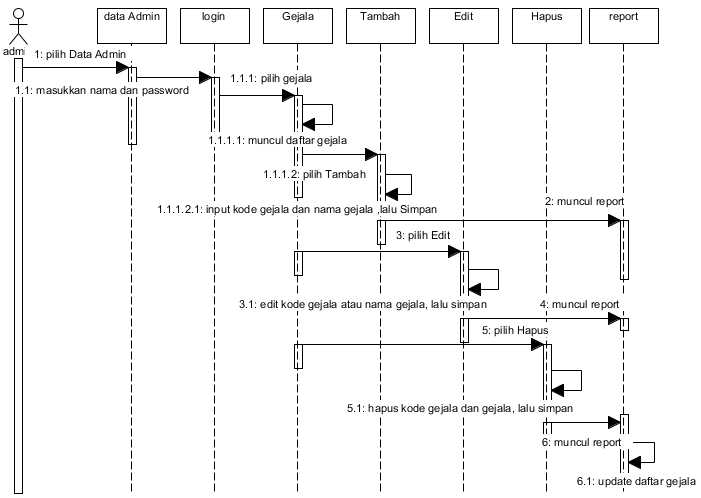 data Admin
login
Gejala
Tambah
Edit
Hapus
report
admi
1: pilih Data Admin
1.1.1: pilih gejala
1.1: masukkan nama dan password
1.1.1.1: muncul daftar gejala
1.1.1.2: pilih Tambah
1.1.1.2.1: input kode gejala dan nama gejala ,lalu Simpan
2: muncul report
3: pilih Edit
3.1: edit kode gejala atau nama gejala, lalu simpan
4: muncul report
5: pilih Hapus
5.1: hapus kode gejala dan gejala, lalu simpan
6: muncul report
6.1: update daftar gejala